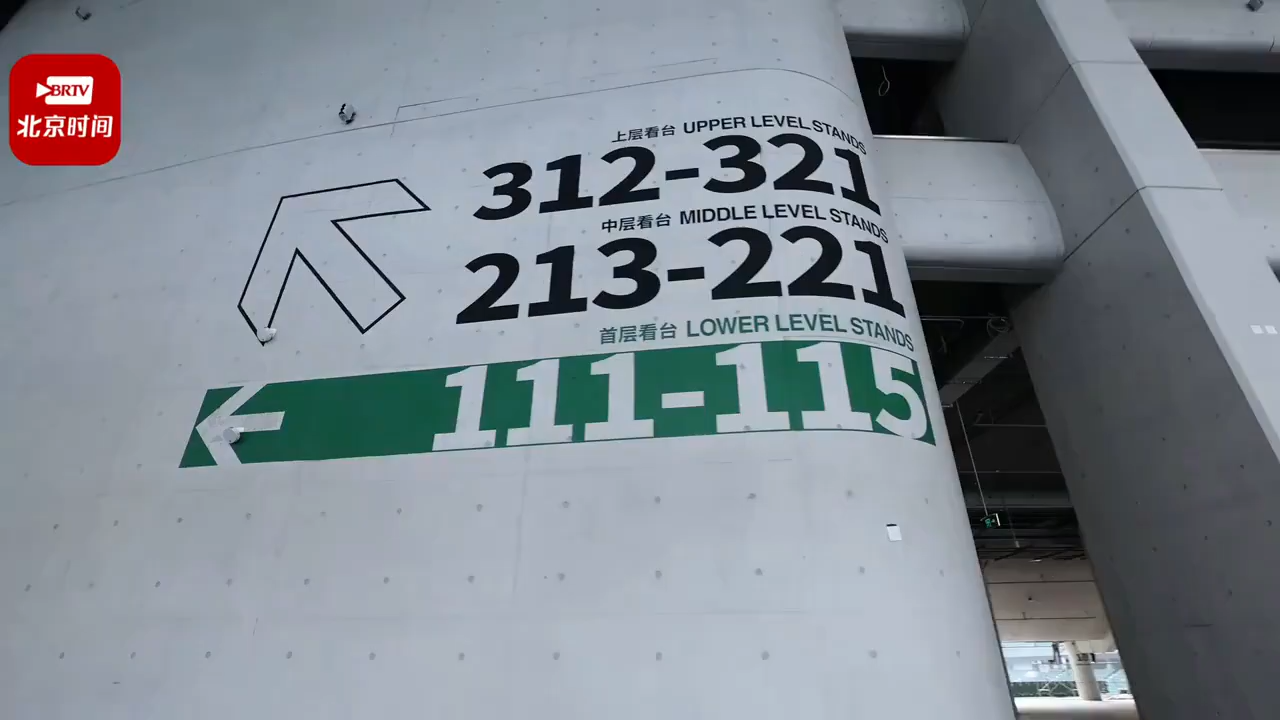 BRTV
北京时间
上层看台 UPPER LEVEL STANDS
312-321
中层看台 MIDDLE LEVEL STANDS
213-221
首层看台 LOWER LEVEL STANDS
111-115